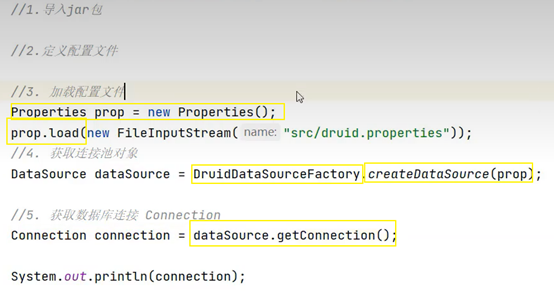 //1.导入jar包
//2.定义配置文件
//3. 加载配置文件
Properties prop = new Properties();
prop.load(new FileInputStream( name: "src/druid.properties"));
//4. 获取连接池对象
DataSource dataSource = DruidDataSourceFactory.createDataSource(prop);
//5. 获取数据库连接 Connection
Connection connection = dataSource.getConnection();
System.out.println(connection);